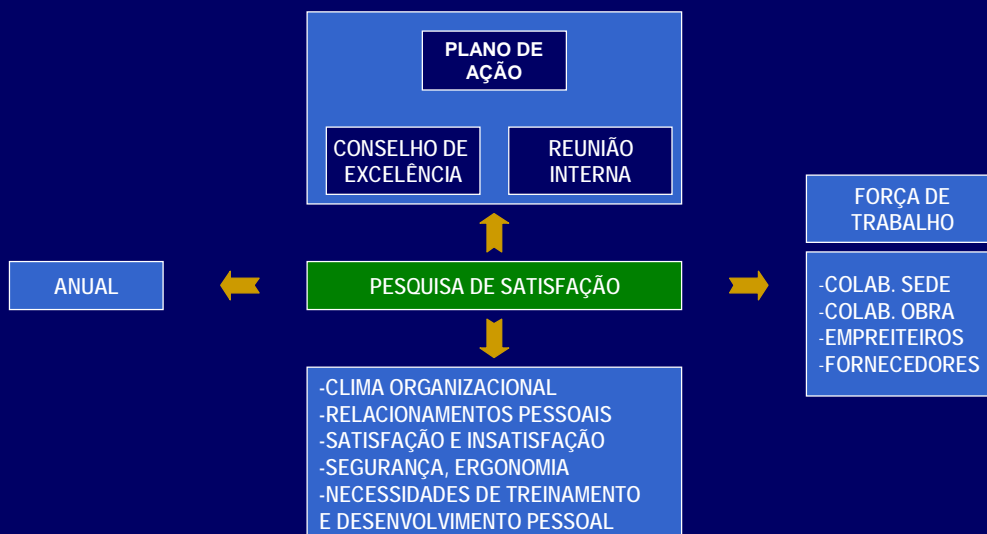 PLANO DE
AÇÃO
CONSELHO DE
EXCELÊNCIA
REUNIÃO
INTERNA
FORÇA DE
TRABALHO
ANUAL
PESQUISA DE SATISFAÇÃO
-COLAB. SEDE
-COLAB. OBRA
-EMPREITEIROS
-FORNECEDORES
-CLIMA ORGANIZACIONAL
-RELACIONAMENTOS PESSOAIS
-SATISFAÇÃO E INSATISFAÇÃO
-SEGURANÇA, ERGONOMIA
-NECESSIDADES DE TREINAMENTO
E DESENVOLVIMENTO PESSOAL